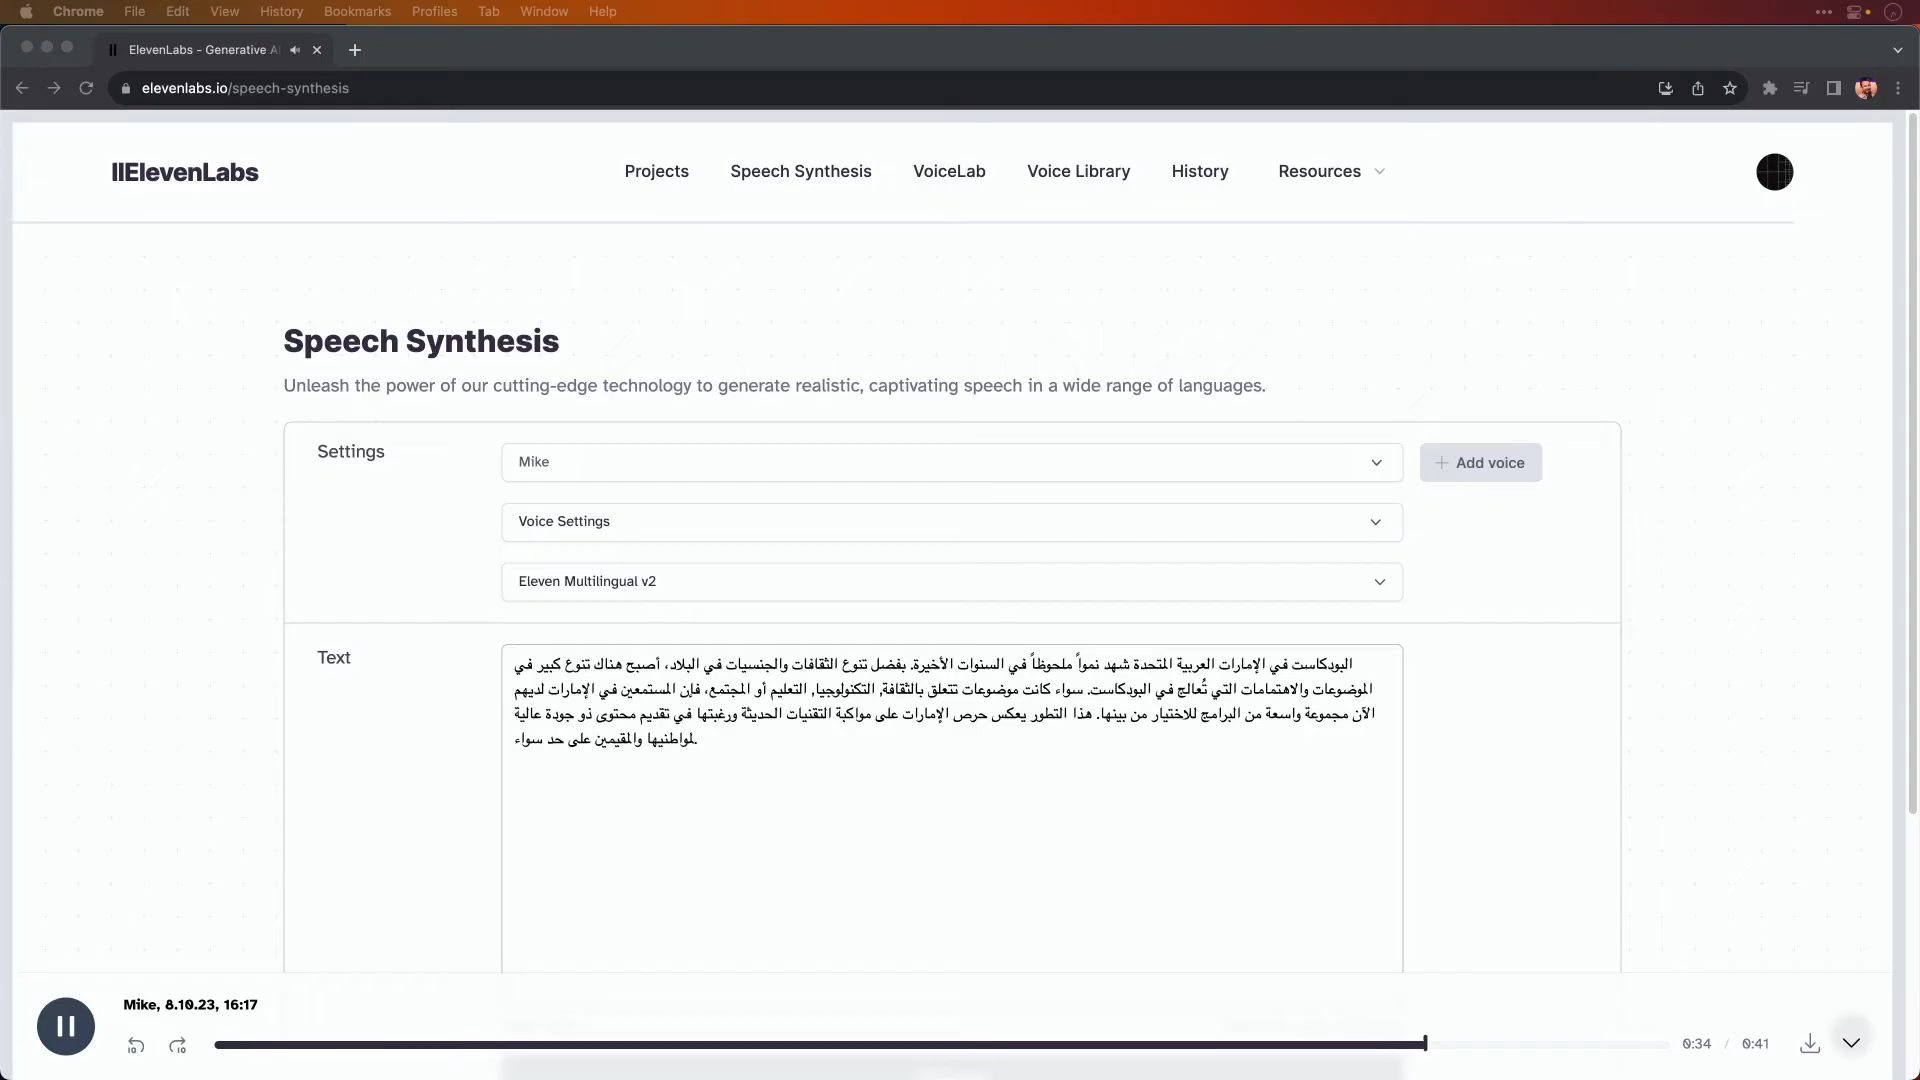 Chrome File Edit View History Bookmarks Profiles Tab Window Help
ElevenLabs - Generative A
elevenlabs.io/speech-synthesis
IIElevenLabs
Projects Speech Synthesis VoiceLab Voice Library History Resources
Speech Synthesis
Unleash the power of our cutting-edge technology to generate realistic, captivating speech in a wide range of languages.
Settings
Mike
+ Add voice
Voice Settings
Eleven Multilingual v2
Text
البودكاست في الإمارات العربية المتحدة شهد نمواً ملحوظاً في السنوات الأخيرة. بفضل تنوع الثقافات والجنسيات في البلاد، أصبح هناك تنوع كبير في
الموضوعات والاهتمامات التي تُعالج في البودكاست. سواء كانت موضوعات تتعلق بالثقافة, التكنولوجيا, التعليم أو المجتمع، فإن المستمعين في الإمارات لديهم
الآن مجموعة واسعة من البرامج للاختيار من بينها. هذا التطور يعكس حرص الإمارات على مواكبة التقنيات الحديثة ورغبتها في تقديم محتوى ذو جودة عالية
لمواطنيها والمقيمين على حد سواء.
Mike, 8.10.23, 16:17
10 10
0:34 / 0:41